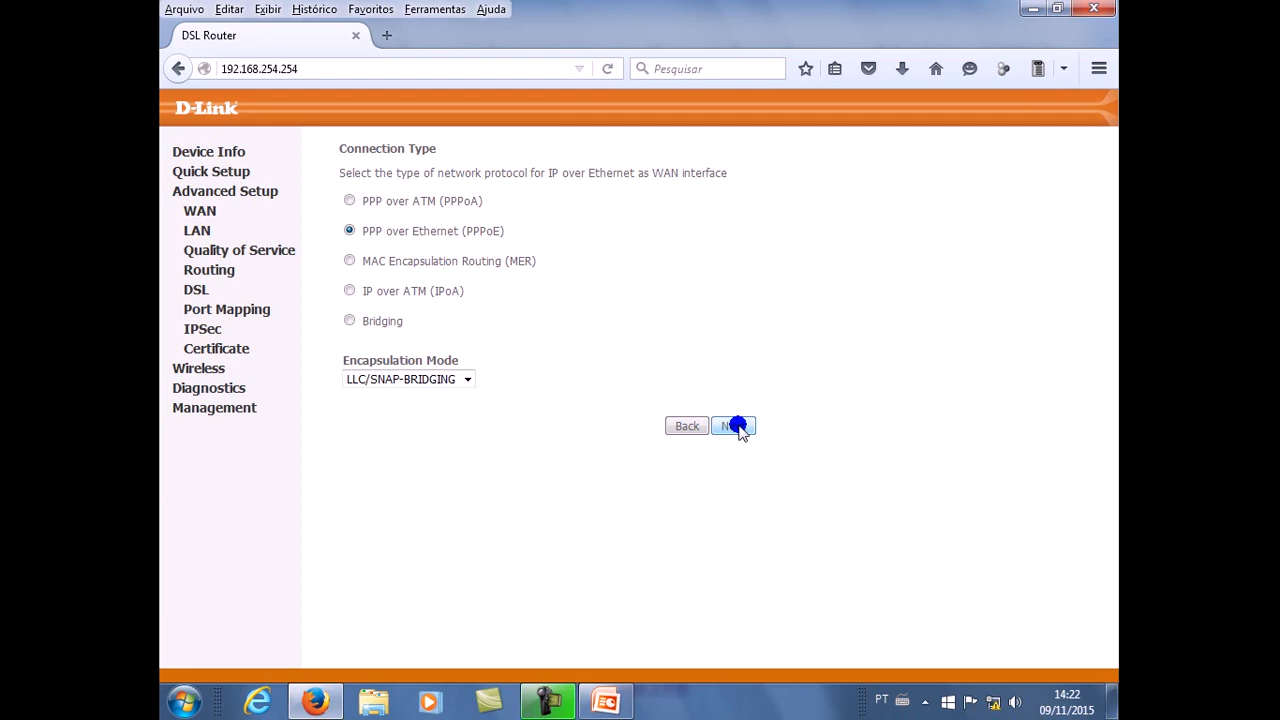 Arquivo Editar Exibir Histórico Favoritos Ferramentas Ajuda
DSL Router
192.168.254.254
Pesquisar
D-Link
Device Info
Quick Setup
Advanced Setup
WAN
LAN
Quality of Service
Routing
DSL
Port Mapping
IPSec
Certificate
Wireless
Diagnostics
Management
Connection Type
Select the type of network protocol for IP over Ethernet as WAN interface
PPP over ATM (PPPoA)
PPP over Ethernet (PPPoE)
MAC Encapsulation Routing (MER)
IP over ATM (IPoA)
Bridging
Encapsulation Mode
LLC/SNAP-BRIDGING
Back
PT
14:22
09/11/2015